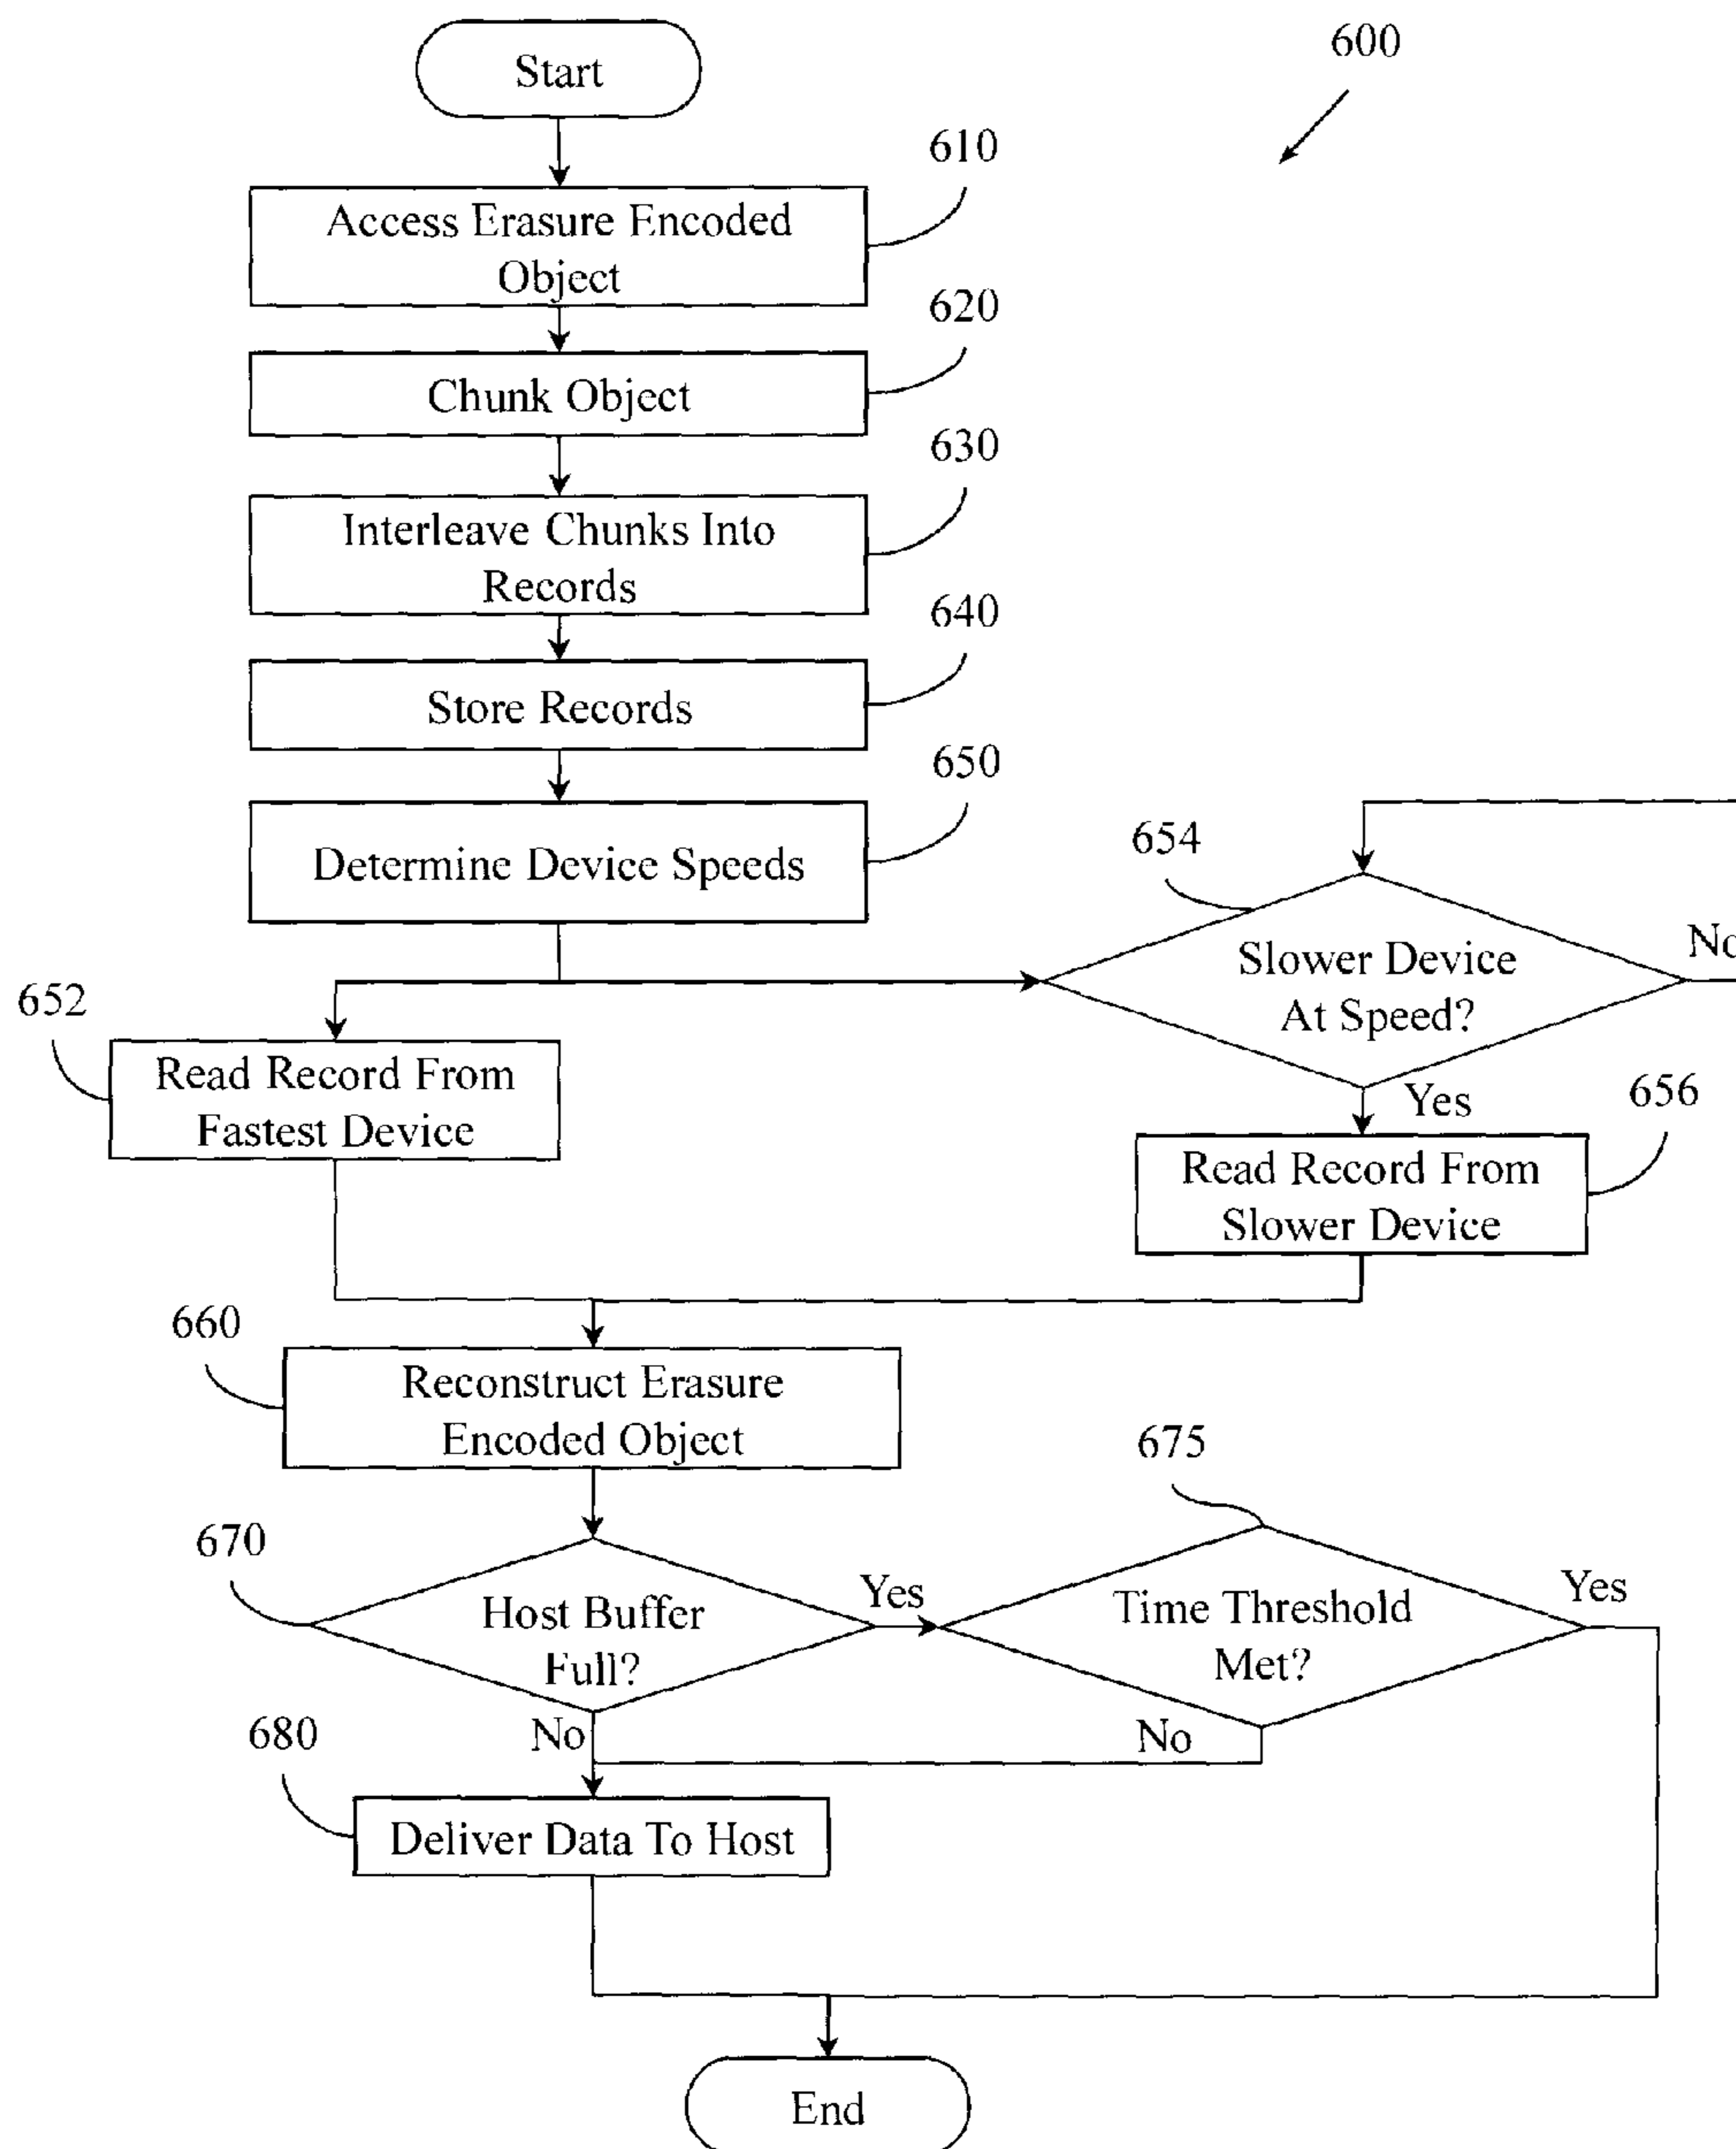 Start
600
610
Access Erasure Encoded
Object
620
Chunk Object
630
Interleave Chunks Into
Records
640
Store Records
650
Determine Device Speeds
654
Slower Device
At Speed?
652
Read Record From
Fastest Device
Yes
656
Read Record From
Slower Device
660
Reconstruct Erasure
Encoded Object
675
670
Host Buffer
Full?
Yes
Time Threshold
Met?
Yes
No
No
680
Deliver Data To Host
End